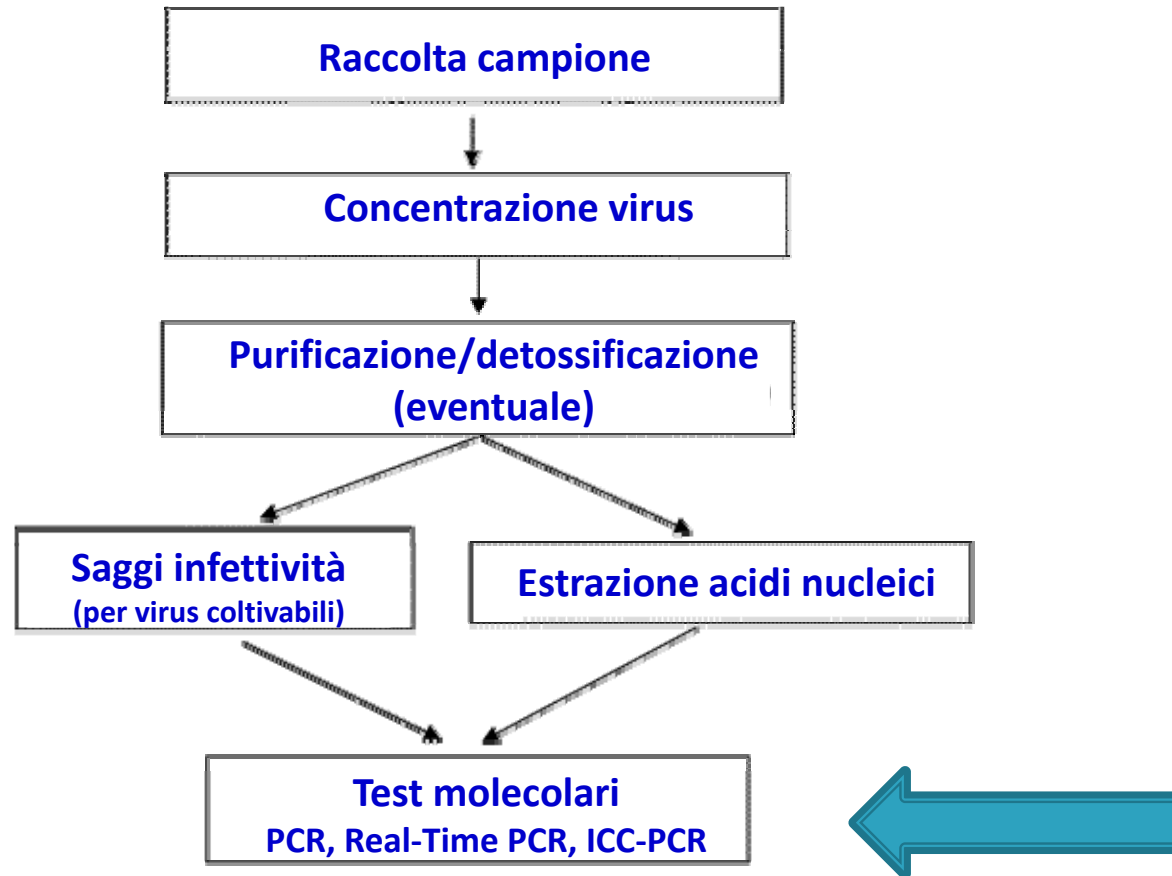 Raccolta campione
Concentrazione virus
Purificazione/detossificazione
(eventuale)
Saggi infettività
(per virus coltivabili)
Estrazione acidi nucleici
Test molecolari
PCR, Real-Time PCR, ICC-PCR